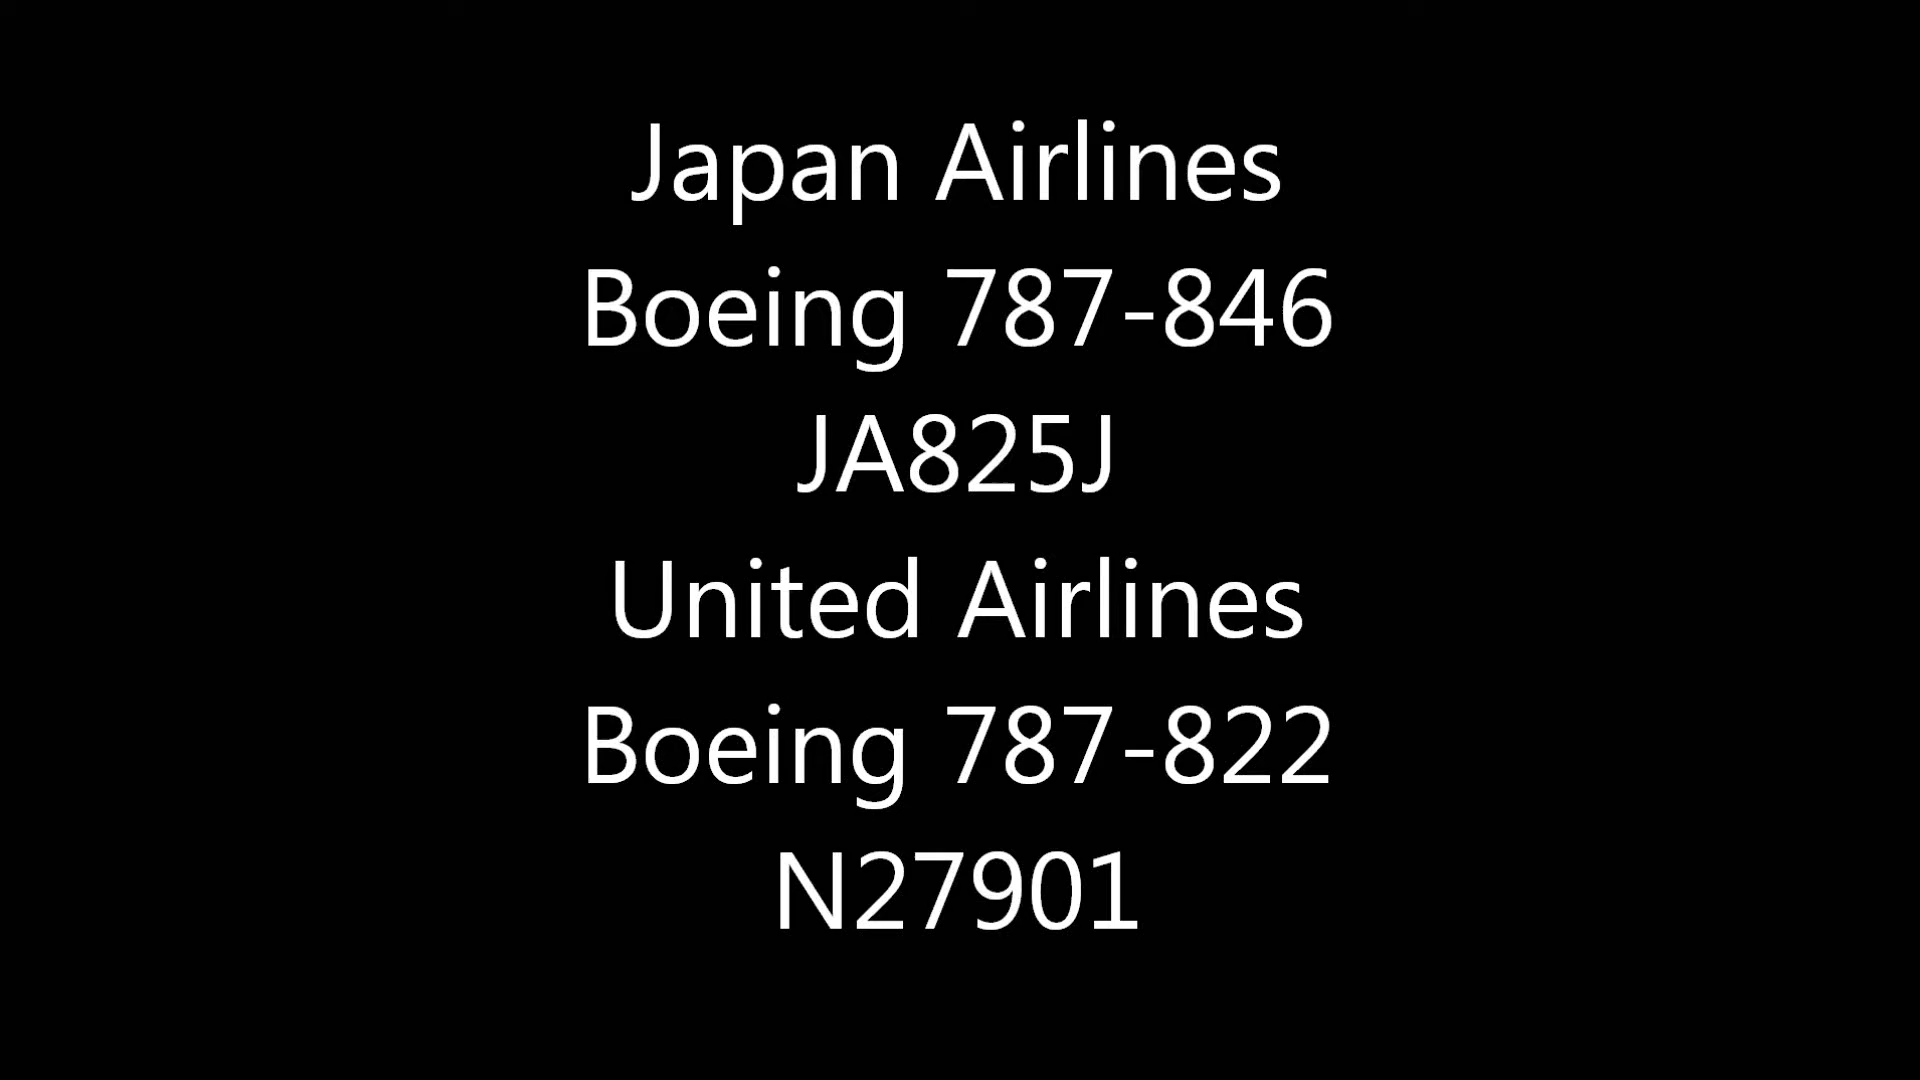 Japan Airlines
Boeing 787-846
JA825J
United Airlines
Boeing 787-822
N27901